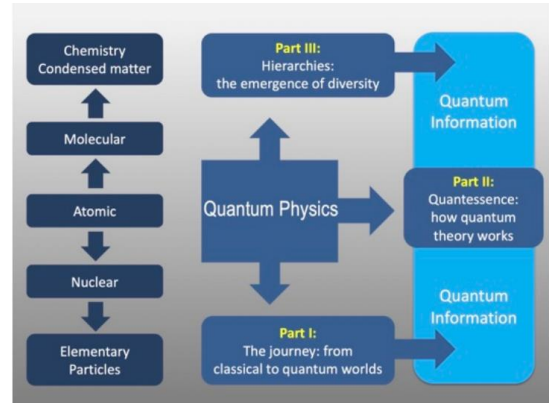 Chemistry
Condensed matter
Molecular
Atomic
Nuclear
Elementary
Particles
Part III:
Hierarchies:
the emergence of diversity
Quantum Physics
Part I:
The journey: from
classical to quantum worlds
Quantum
Information
Part II:
Quantessence:
how quantum
theory works
Quantum
Information